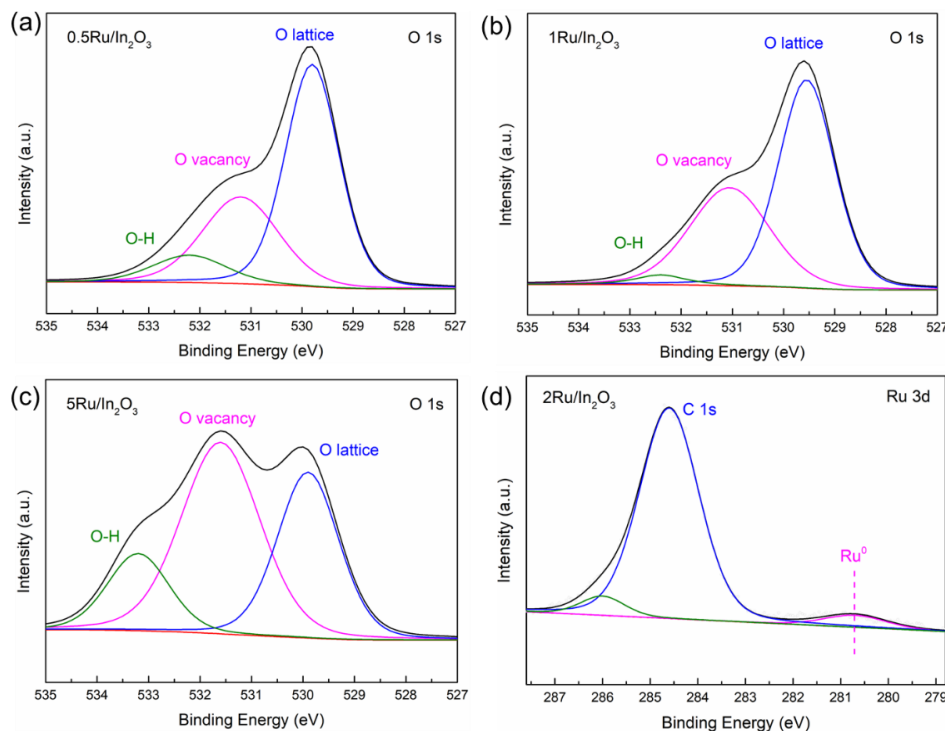 (a)
0.5Ru/In₂O₃
O lattice
O 1s
O vacancy
O-H
Intensity (a.u.)
535 534 533 532 531 530 529 528 527
Binding Energy (eV)
(b)
1Ru/In₂O₃
O lattice
O 1s
O vacancy
O-H
Intensity (a.u.)
535 534 533 532 531 530 529 528 527
Binding Energy (eV)
(c)
5Ru/In₂O₃
O vacancy
O 1s
O lattice
O-H
Intensity (a.u.)
535 534 533 532 531 530 529 528 527
Binding Energy (eV)
(d)
2Ru/In₂O₃
C 1s
Ru 3d
Ru⁰
Intensity (a.u.)
287 286 285 284 283 282 281 280 279
Binding Energy (eV)